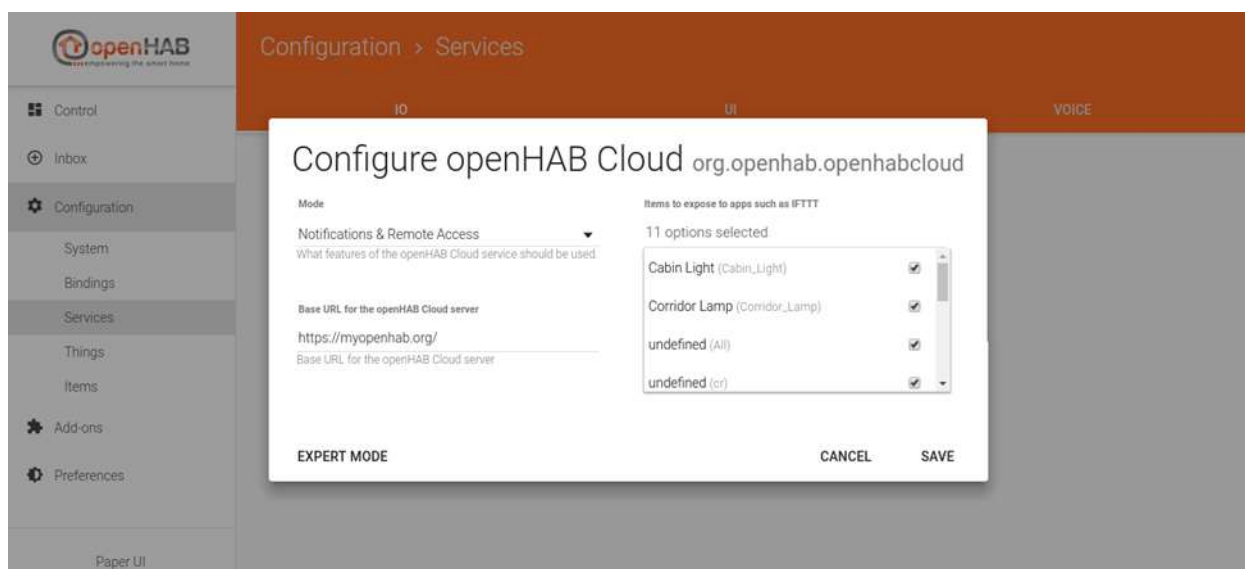 openHAB
empowering the smart home
Configuration > Services
Control
Inbox
Configuration
System
Bindings
Services
Things
Items
Add-ons
Preferences
Paper UI
IO
UI
VOICE
Configure openHAB Cloud org.openhab.openhabcloud
Mode
Notifications & Remote Access
What features of the openHAB Cloud service should be used.
Base URL for the openHAB Cloud server
https://myopenhab.org/
Base URL for the openHAB Cloud server
Items to expose to apps such as IFTTT
11 options selected
Cabin Light (Cabin_Light)
Corridor Lamp (Corridor_Lamp)
undefined (All)
undefined (cr)
EXPERT MODE
CANCEL
SAVE